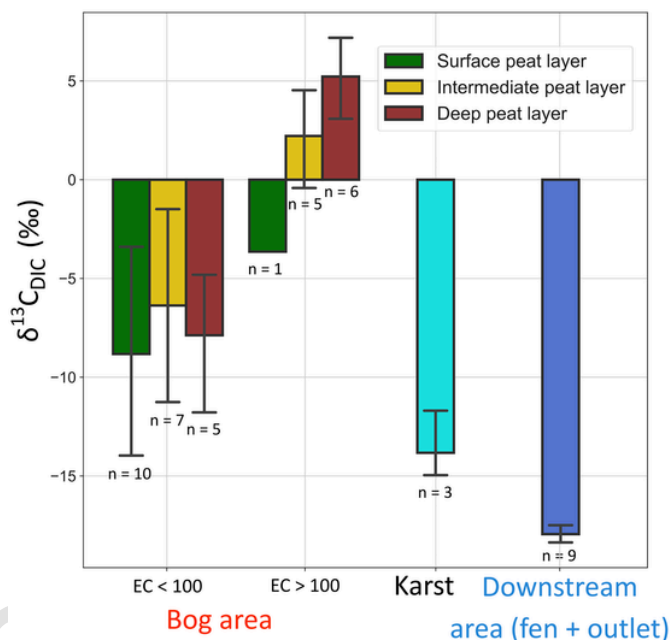 Surface peat layer
Intermediate peat layer
Deep peat layer
5
0
−5
−10
−15
δ13CDIC (‰)
n = 10
n = 7
n = 5
n = 1
n = 5
n = 6
n = 3
n = 9
EC < 100
EC > 100
Karst
Downstream
area (fen + outlet)
Bog area